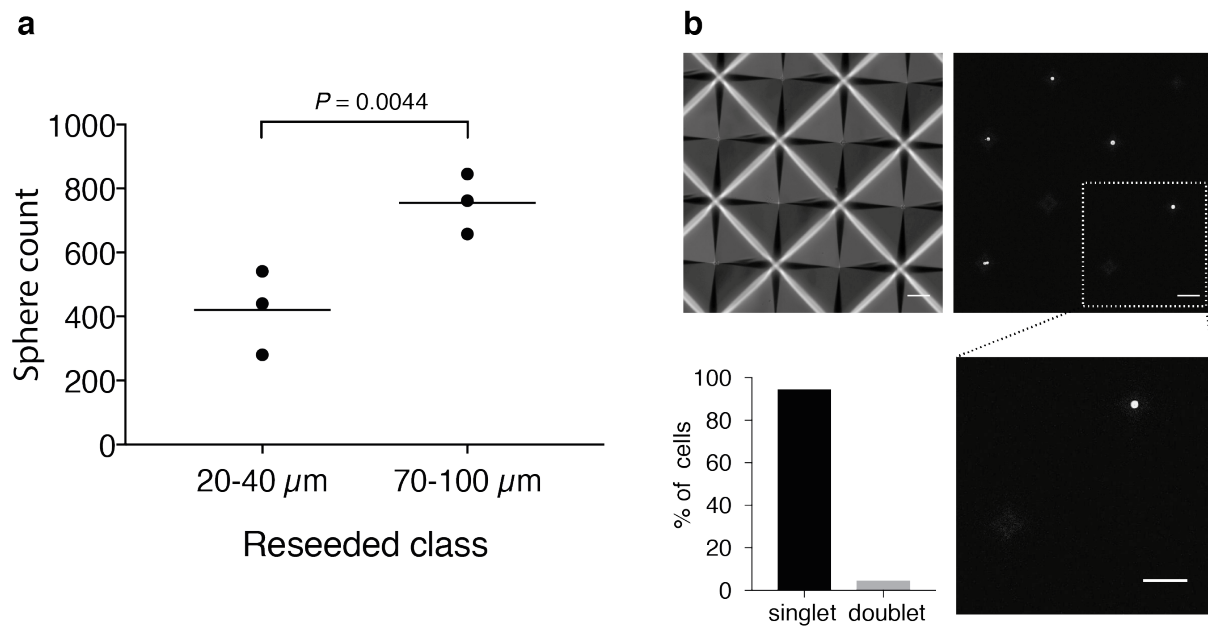 a
P = 0.0044
1000
800
600
400
200
0
Sphere count
20-40 µm
70-100 µm
Reseeded class
b
100
80
60
40
20
0
% of cells
singlet
doublet